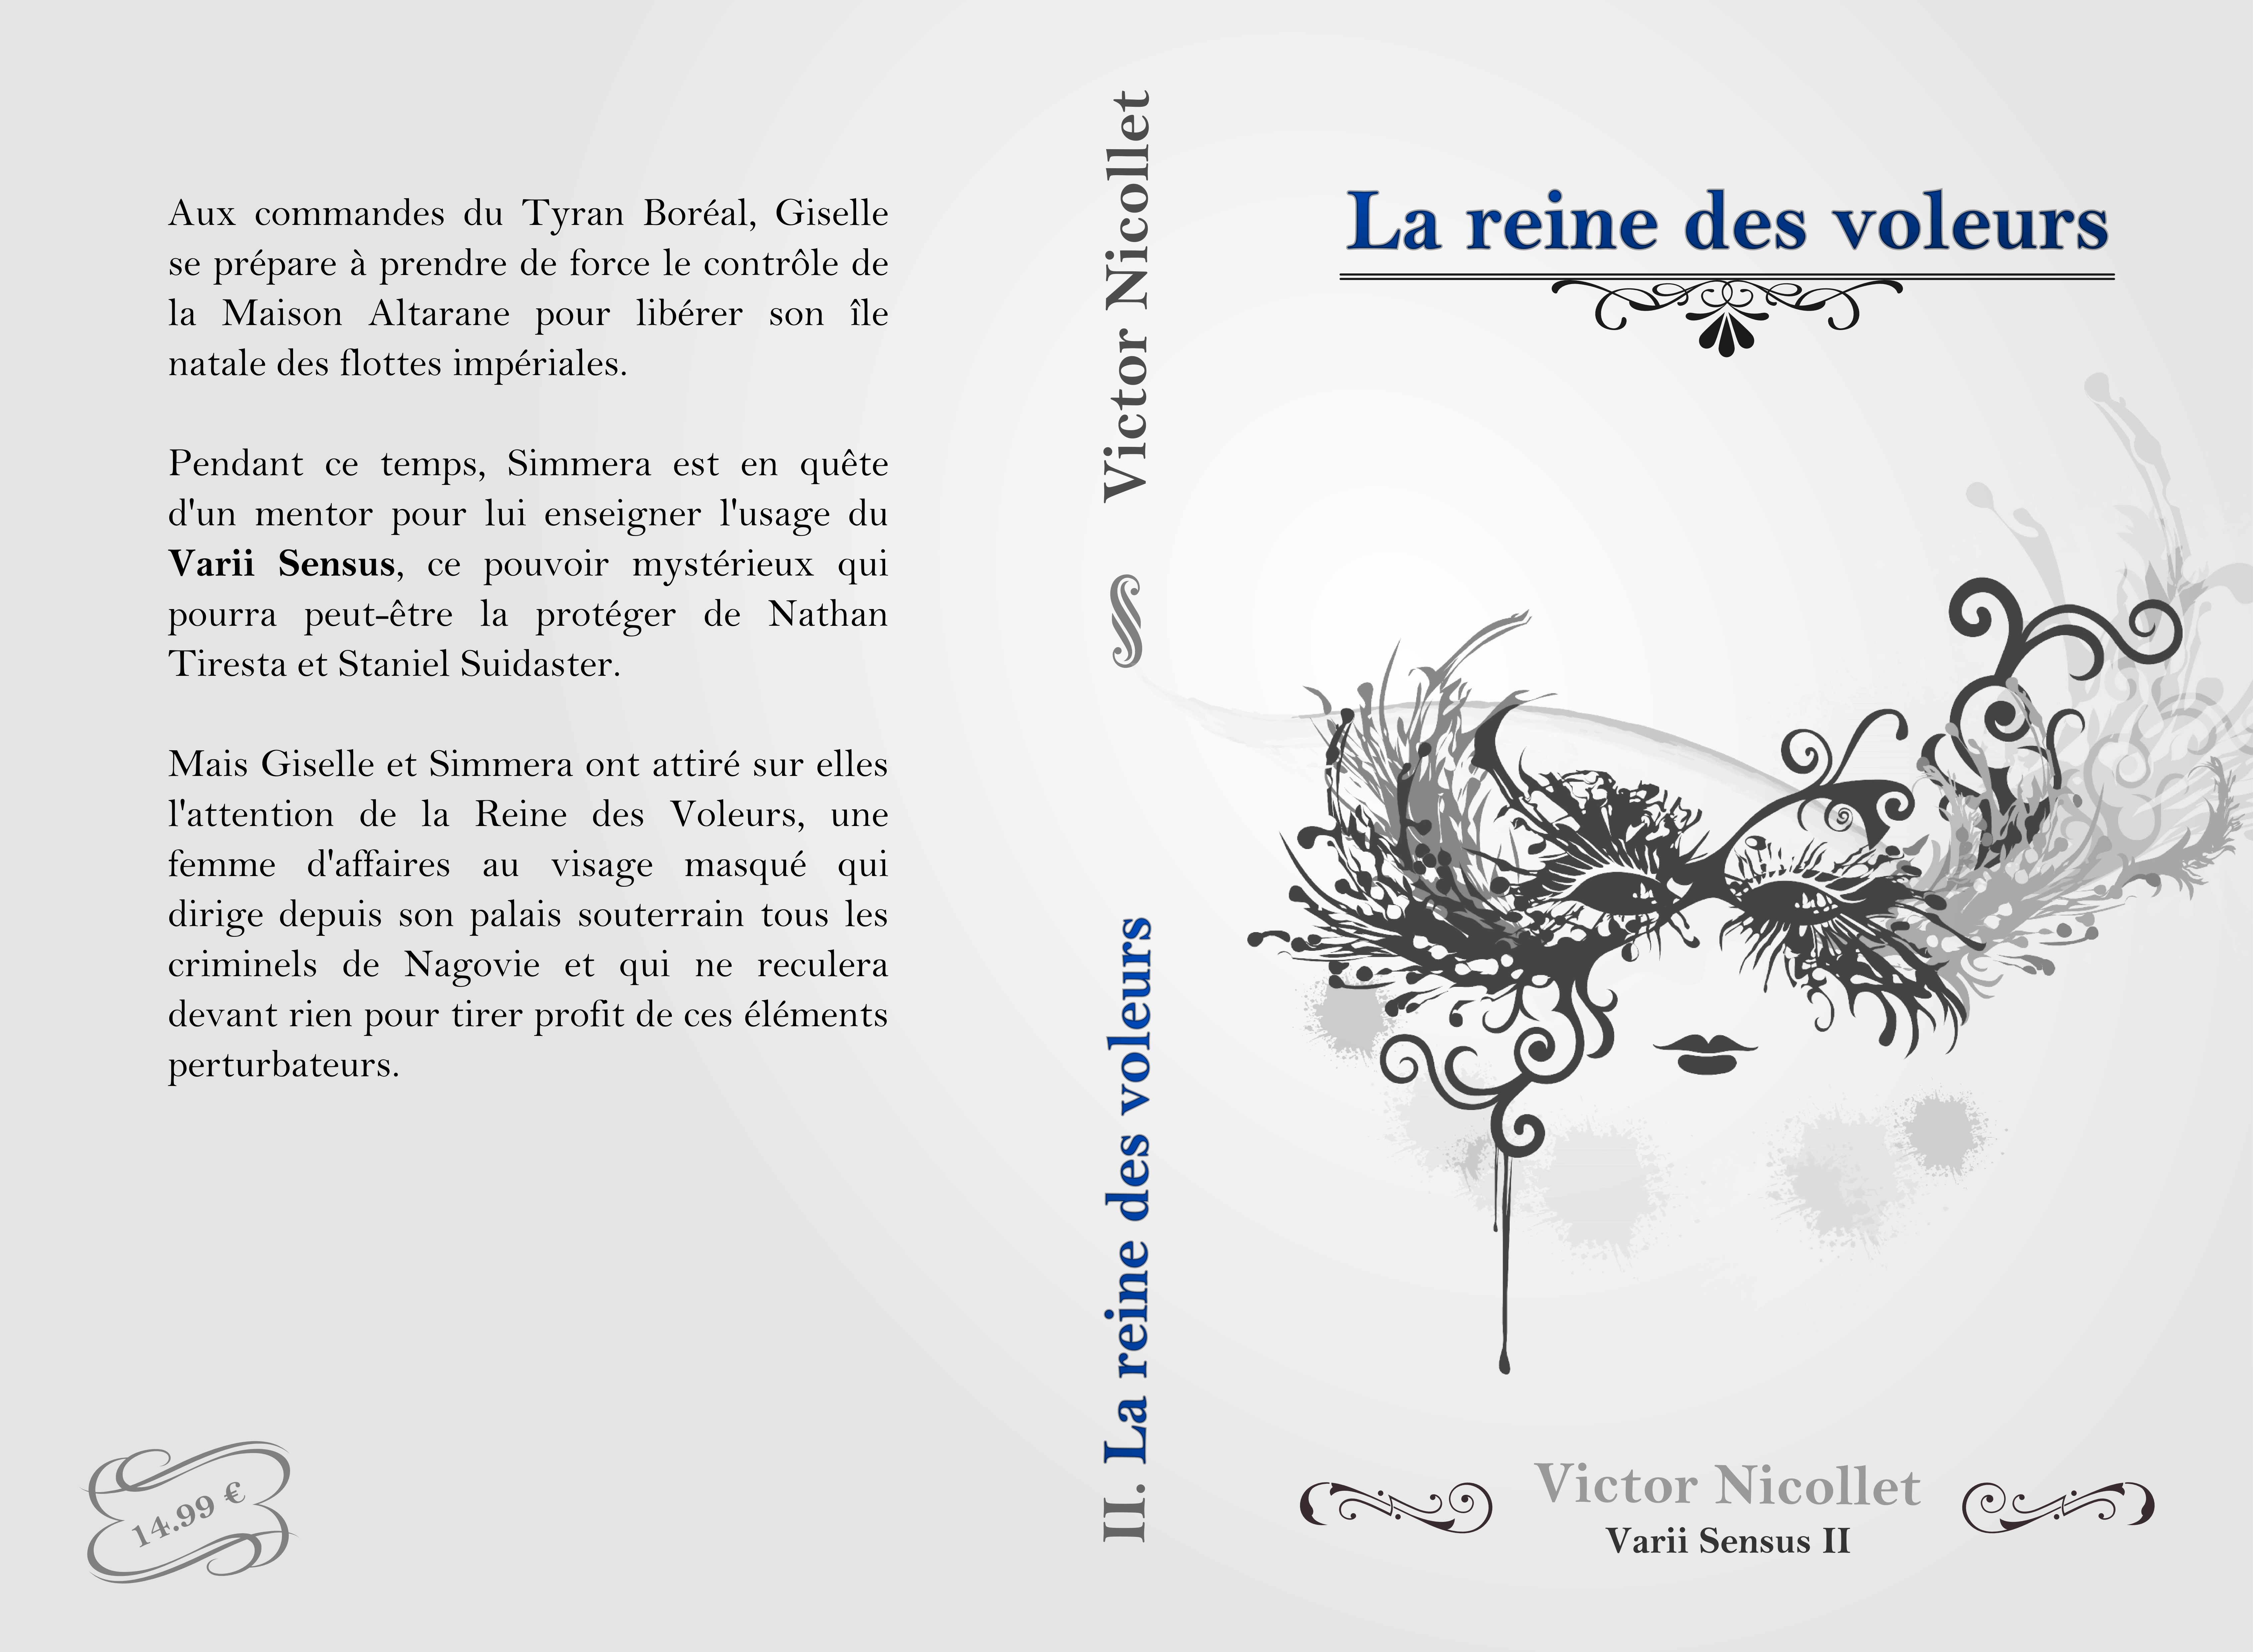 Aux commandes du Tyran Boréal, Giselle
se prépare à prendre de force le contrôle de
la Maison Altarane pour libérer son île
natale des flottes impériales.
Pendant ce temps, Simmera est en quête
d'un mentor pour lui enseigner l'usage du
Varii Sensus, ce pouvoir mystérieux qui
pourra peut-être la protéger de Nathan
Tiresta et Staniel Suidaster.
Mais Giselle et Simmera ont attiré sur elles
l'attention de la Reine des Voleurs, une
femme d'affaires au visage masqué qui
dirige depuis son palais souterrain tous les
criminels de Nagovie et qui ne reculera
devant rien pour tirer profit de ces éléments
perturbateurs.
14.99 €
II. La reine des voleurs § Victor Nicollet
La reine des voleurs
Victor Nicollet
Varii Sensus II